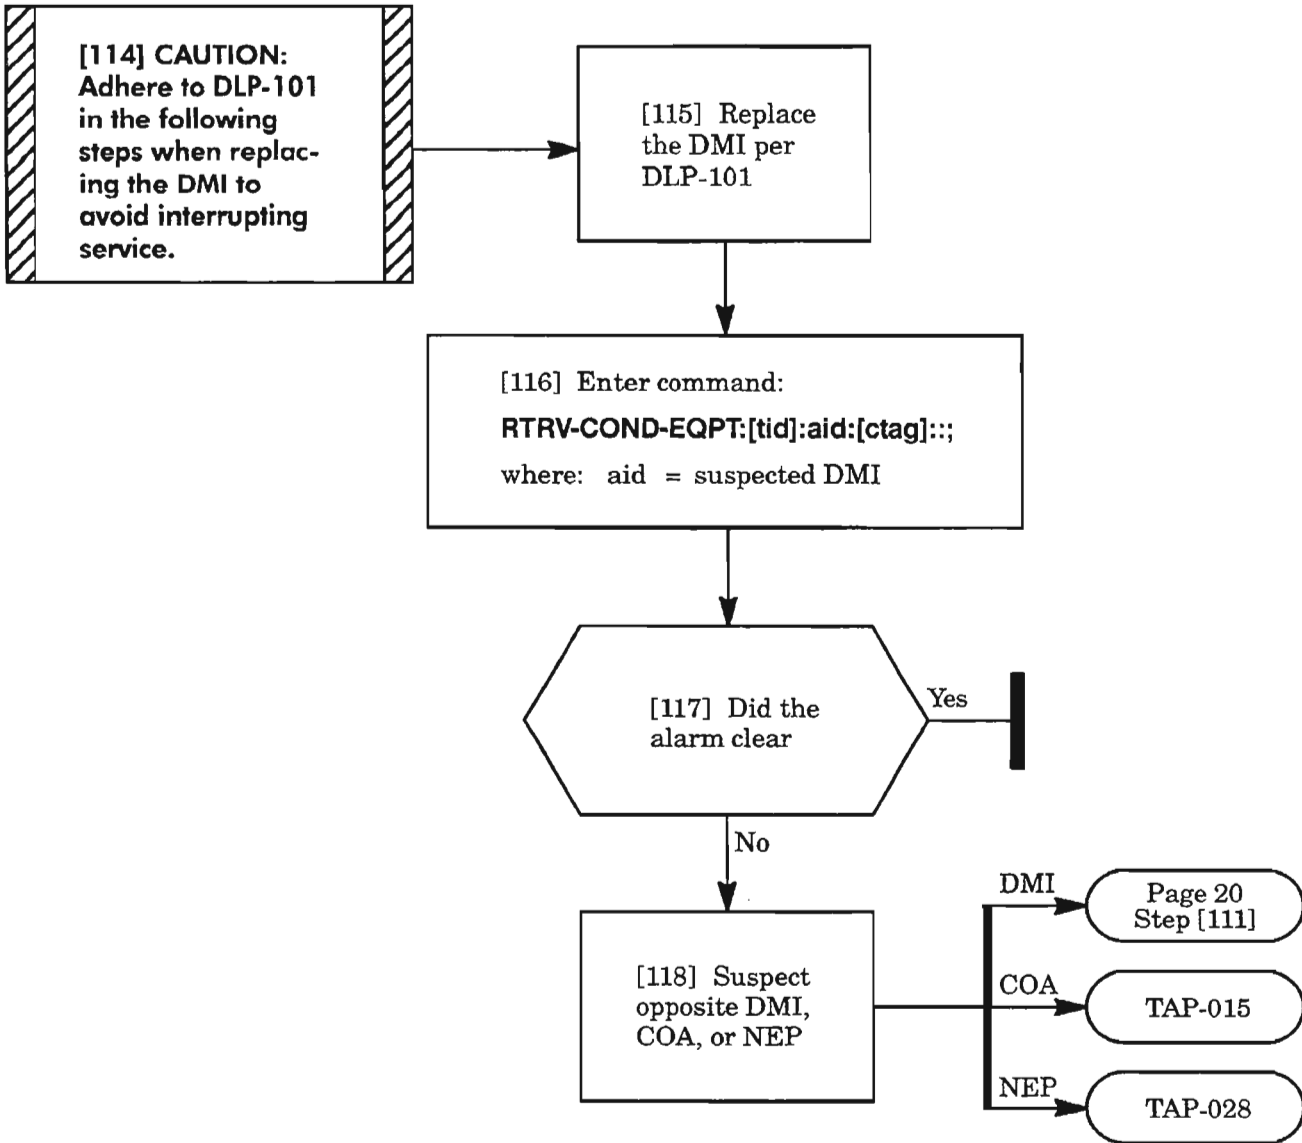 [114] CAUTION:
Adhere to DLP-101
in the following
steps when replac-
ing the DMI to
avoid interrupting
service.
[115] Replace
the DMI per
DLP-101
[116] Enter command:
RTRV-COND-EQPT:[tid]:aid:[ctag]::;
where: aid = suspected DMI
[117] Did the
alarm clear
Yes
No
[118] Suspect
opposite DMI,
COA, or NEP
DMI
Page 20
Step [111]
COA
TAP-015
NEP
TAP-028